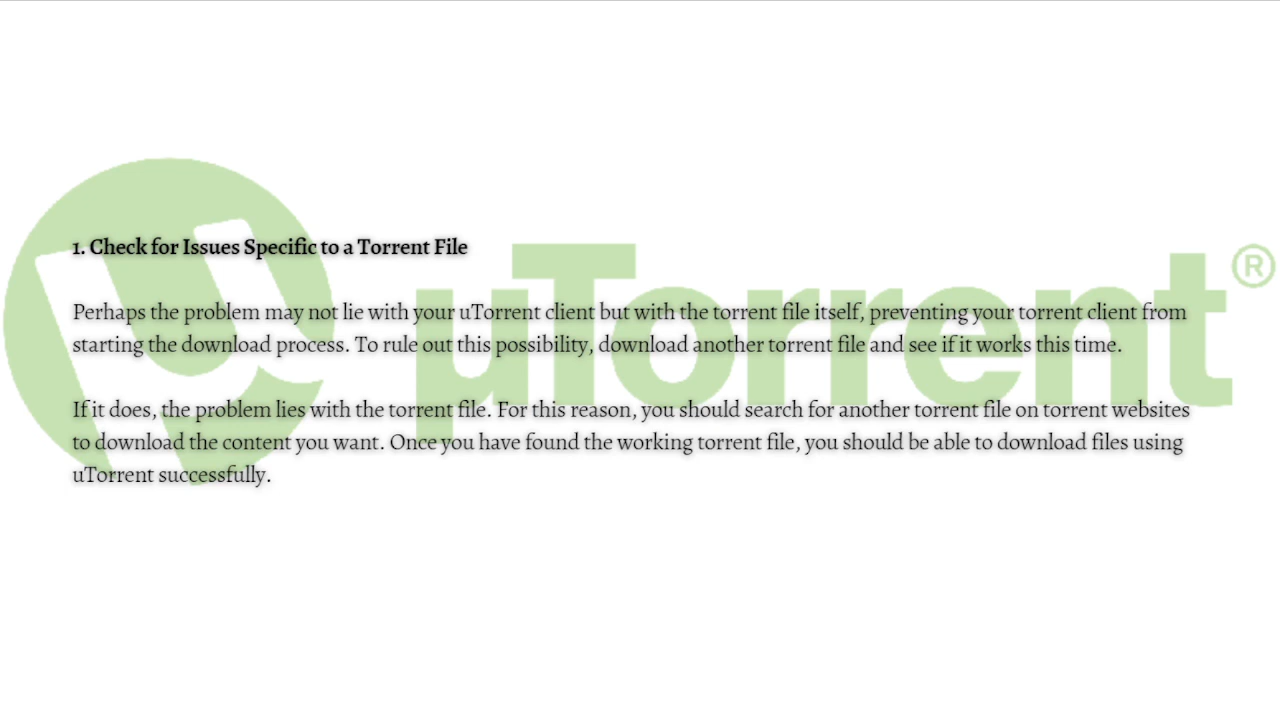 1. Check for Issues Specific to a Torrent File
Perhaps the problem may not lie with your uTorrent client but with the torrent file itself, preventing your torrent client from
starting the download process. To rule out this possibility, download another torrent file and see if it works this time.
If it does, the problem lies with the torrent file. For this reason, you should search for another torrent file on torrent websites
to download the content you want. Once you have found the working torrent file, you should be able to download files using
uTorrent successfully.
µTorrent®